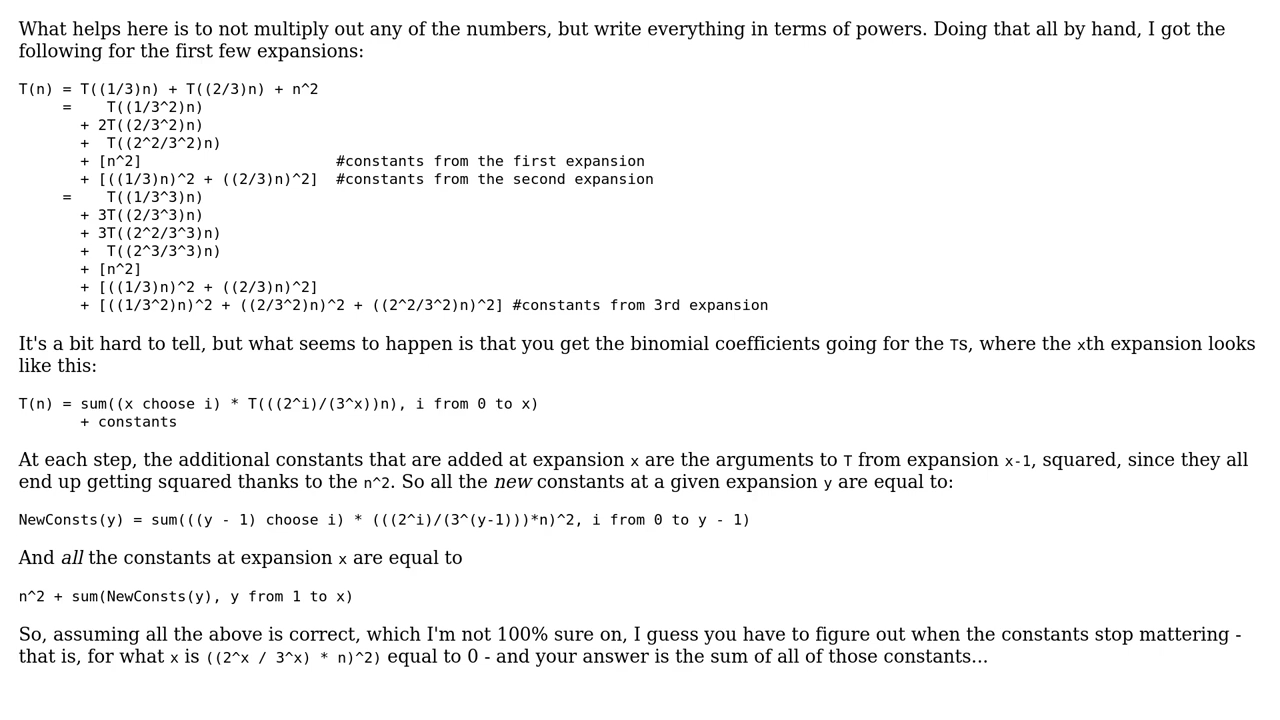 What helps here is to not multiply out any of the numbers, but write everything in terms of powers. Doing that all by hand, I got the
following for the first few expansions:
T(n) = T((1/3)n) + T((2/3)n) + n^2
     =    T((1/3^2)n)
       + 2T((2/3^2)n)
       +  T((2^2/3^2)n)
       + [n^2]                      #constants from the first expansion
       + [((1/3)n)^2 + ((2/3)n)^2]  #constants from the second expansion
     =    T((1/3^3)n)
       + 3T((2/3^3)n)
       + 3T((2^2/3^3)n)
       +  T((2^3/3^3)n)
       + [n^2]
       + [((1/3)n)^2 + ((2/3)n)^2]
       + [((1/3^2)n)^2 + ((2/3^2)n)^2 + ((2^2/3^2)n)^2] #constants from 3rd expansion
It's a bit hard to tell, but what seems to happen is that you get the binomial coefficients going for the Ts, where the xth expansion looks
like this:
T(n) = sum((x choose i) * T(((2^i)/(3^x))n), i from 0 to x)
       + constants
At each step, the additional constants that are added at expansion x are the arguments to T from expansion x-1, squared, since they all
end up getting squared thanks to the n^2. So all the new constants at a given expansion y are equal to:
NewConsts(y) = sum(((y - 1) choose i) * (((2^i)/(3^(y-1)))*n)^2, i from 0 to y - 1)
And all the constants at expansion x are equal to
n^2 + sum(NewConsts(y), y from 1 to x)
So, assuming all the above is correct, which I'm not 100% sure on, I guess you have to figure out when the constants stop mattering -
that is, for what x is ((2^x / 3^x) * n)^2) equal to 0 - and your answer is the sum of all of those constants...